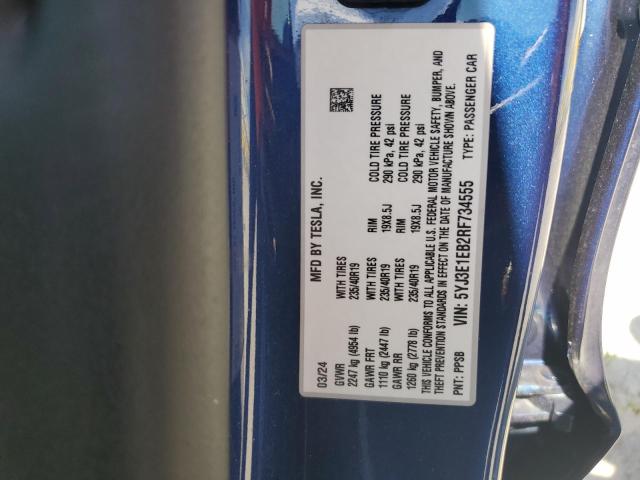 MFD BY TESLA, INC.
03/24
GVWR WITH TIRES RIM COLD TIRE PRESSURE
2247 kg (4954 lb) 235/40R19 19X8.5J 290 kPa, 42 psi
GAWR FRT WITH TIRES RIM COLD TIRE PRESSURE
1110 kg (2447 lb) 235/40R19 19X8.5J 290 kPa, 42 psi
GAWR RR
1260 kg (2778 lb) 235/40R19
THIS VEHICLE CONFORMS TO ALL APPLICABLE U.S. FEDERAL MOTOR VEHICLE SAFETY, BUMPER, AND
THEFT PREVENTION STANDARDS IN EFFECT ON THE DATE OF MANUFACTURE SHOWN ABOVE.
PNT: PPSB VIN: 5YJ3E1EB2RF734555 TYPE: PASSENGER CAR